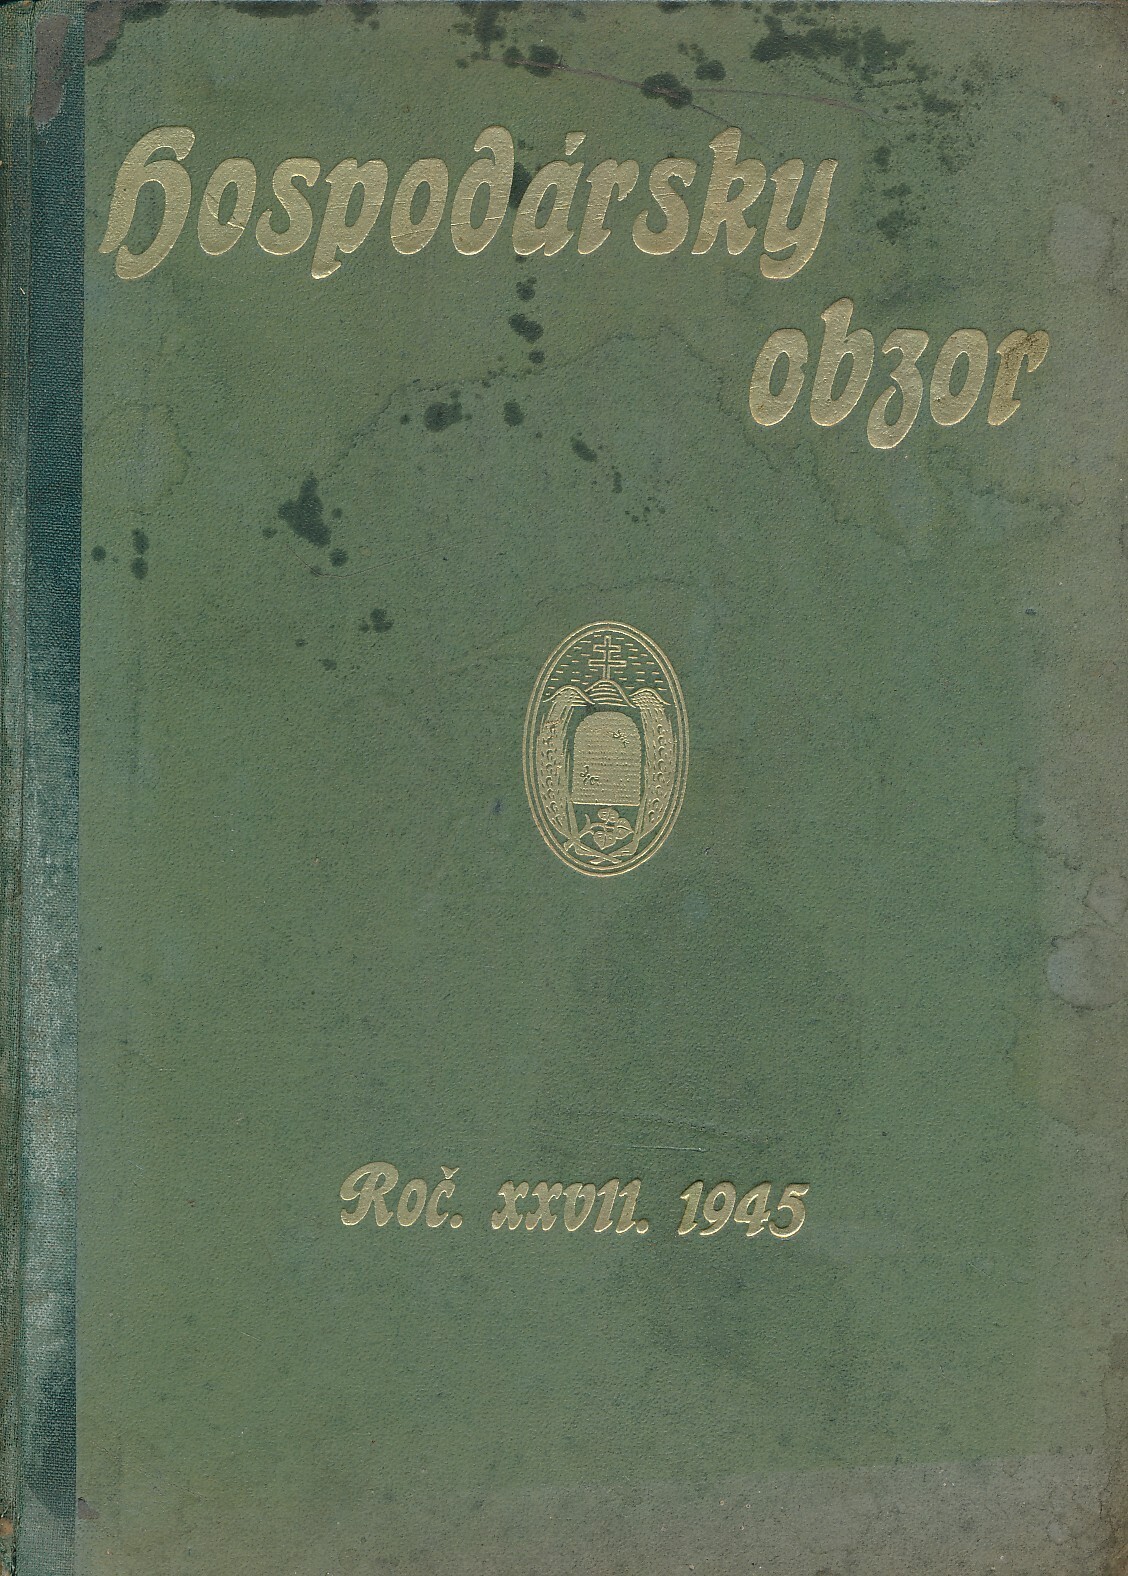 Hospodársky
obzor
Roč. XXVII. 1945